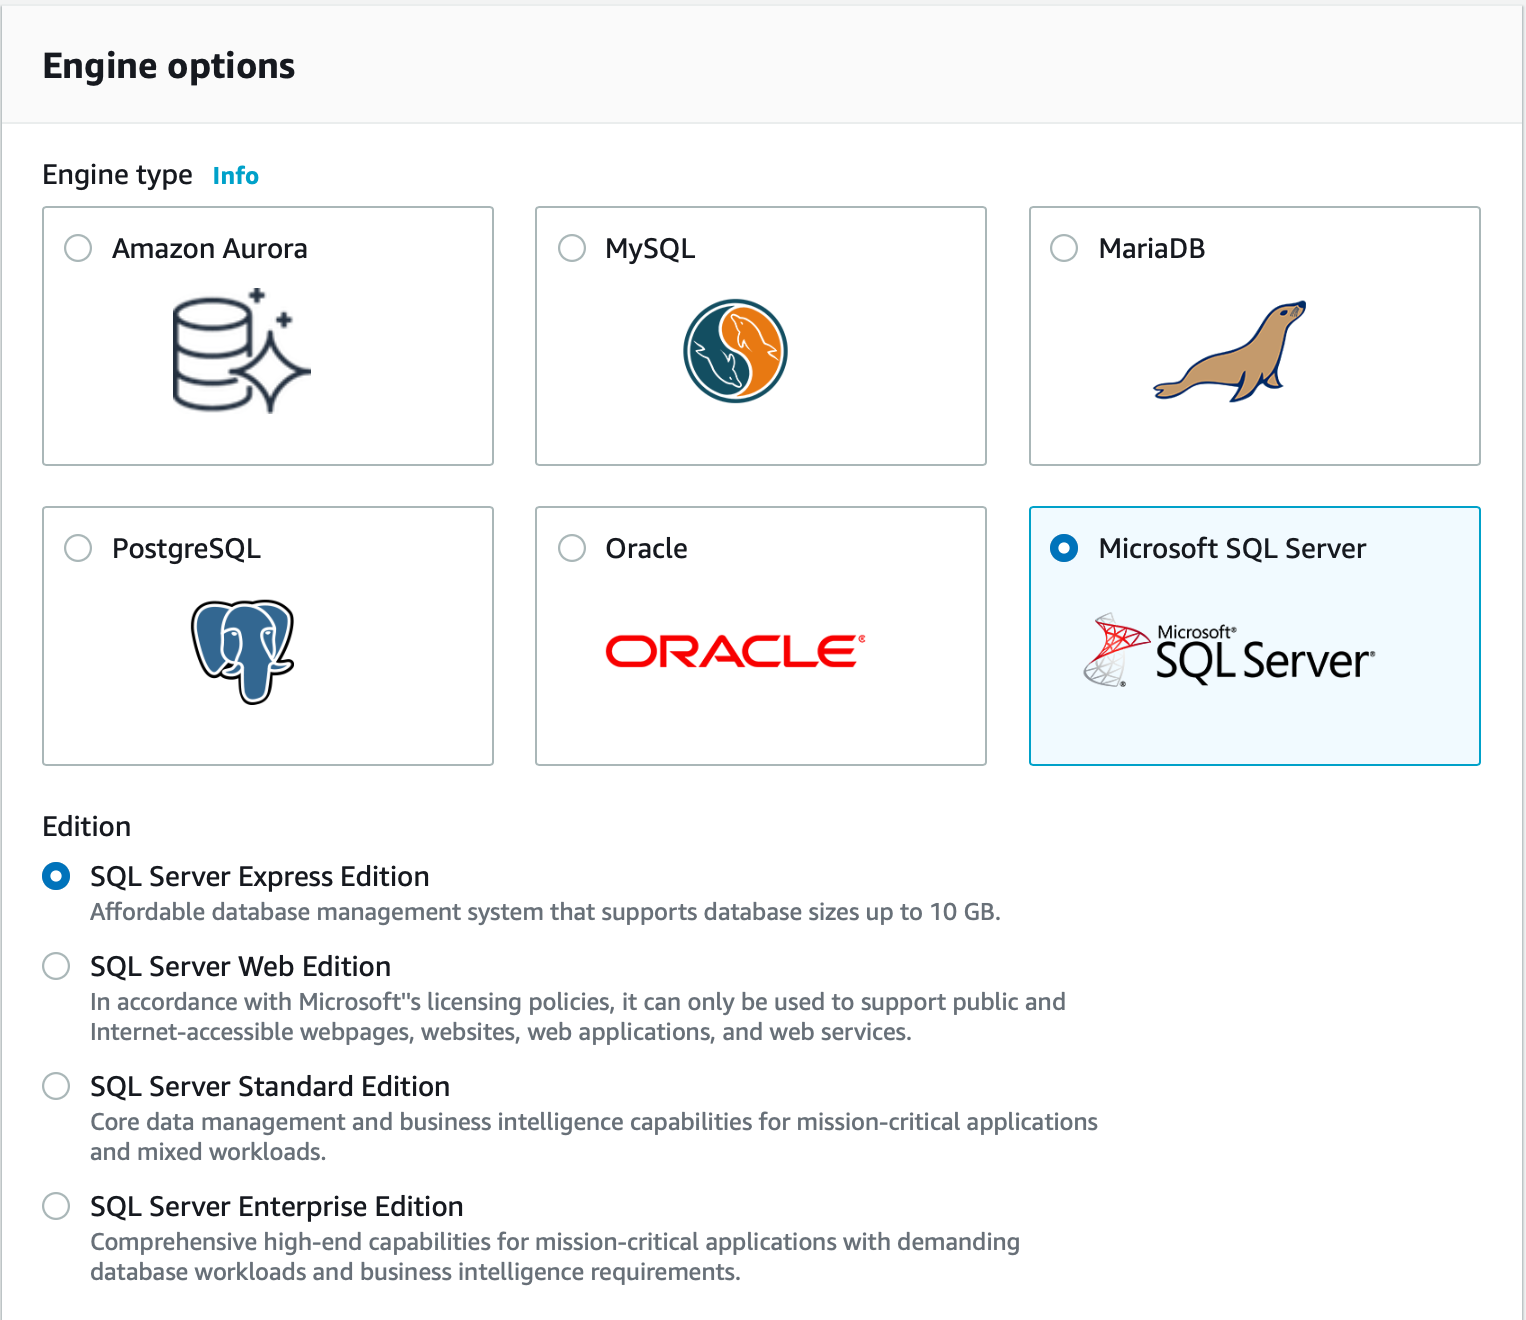 Engine options
Engine type Info
Amazon Aurora
MySQL
MariaDB
PostgreSQL
Oracle
Microsoft SQL Server
ORACLE®
Microsoft®
SQL Server®
®
Edition
SQL Server Express Edition
Affordable database management system that supports database sizes up to 10 GB.
SQL Server Web Edition
In accordance with Microsoft"s licensing policies, it can only be used to support public and
Internet-accessible webpages, websites, web applications, and web services.
SQL Server Standard Edition
Core data management and business intelligence capabilities for mission-critical applications
and mixed workloads.
SQL Server Enterprise Edition
Comprehensive high-end capabilities for mission-critical applications with demanding
database workloads and business intelligence requirements.